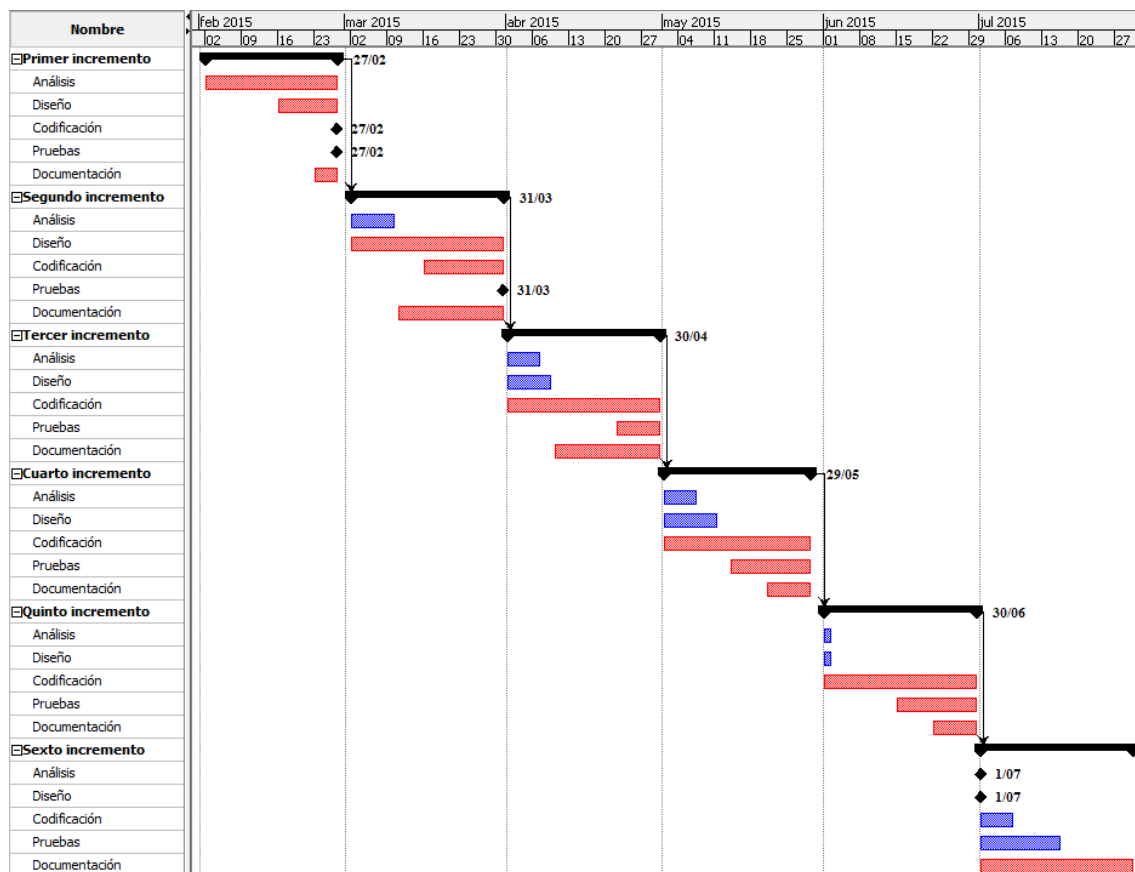 Nombre
feb 2015 mar 2015 abr 2015 may 2015 jun 2015 jul 2015
02 09 16 23 02 09 16 23 30 06 13 20 27 04 11 18 25 01 08 15 22 29 06 13 20 27
Primer incremento 27/02
Análisis
Diseño
Codificación 27/02
Pruebas 27/02
Documentación
Segundo incremento 31/03
Análisis
Diseño
Codificación
Pruebas 31/03
Documentación
Tercer incremento 30/04
Análisis
Diseño
Codificación
Pruebas
Documentación
Cuarto incremento 29/05
Análisis
Diseño
Codificación
Pruebas
Documentación
Quinto incremento 30/06
Análisis
Diseño
Codificación
Pruebas
Documentación
Sexto incremento
Análisis 1/07
Diseño 1/07
Codificación
Pruebas
Documentación